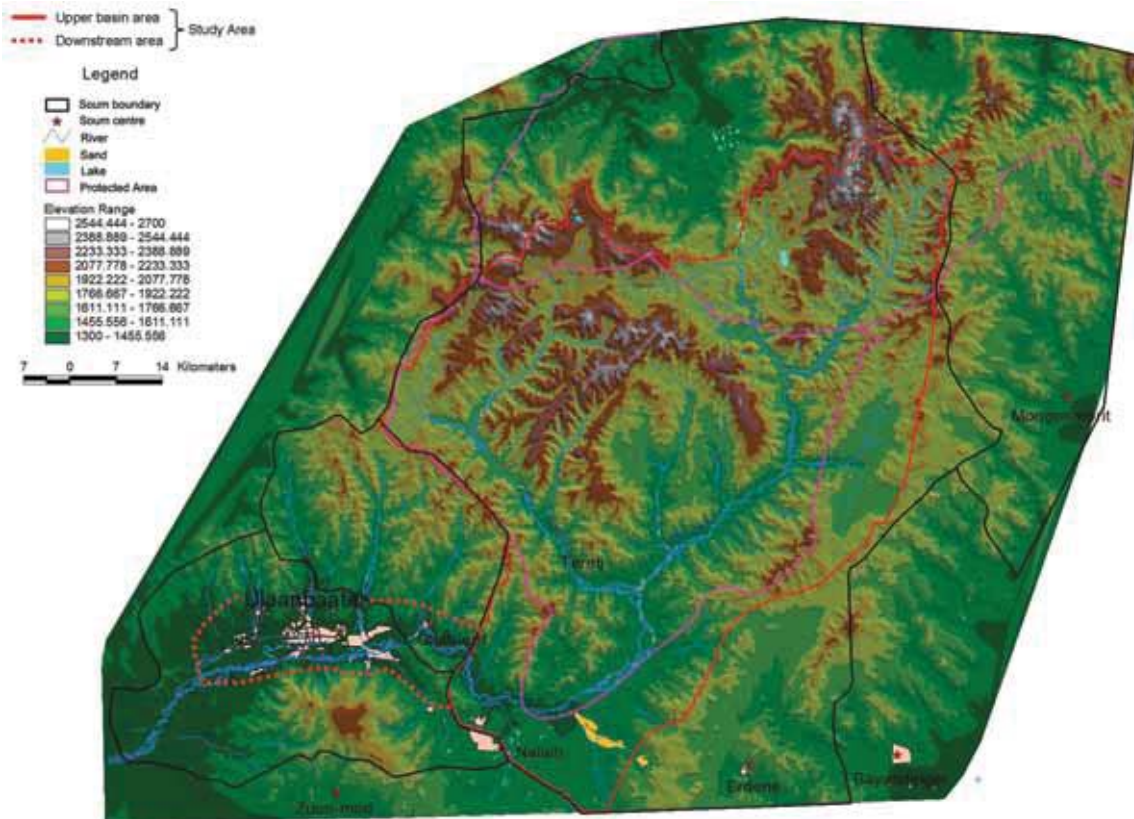 Upper basin area
Downstream area
Study Area
Legend
Soum boundary
Soum centre
River
Sand
Lake
Protected Area
Elevation Range
2544.444 - 2700
2388.889 - 2544.444
2233.333 - 2388.889
2077.778 - 2233.333
1922.222 - 2077.778
1766.667 - 1922.222
1611.111 - 1766.667
1455.556 - 1611.111
1300 - 1455.556
7 0 7 14 Kilometers
Terelj
Ulaanbaatar
Nalaih
Erdene
Zuun-mod